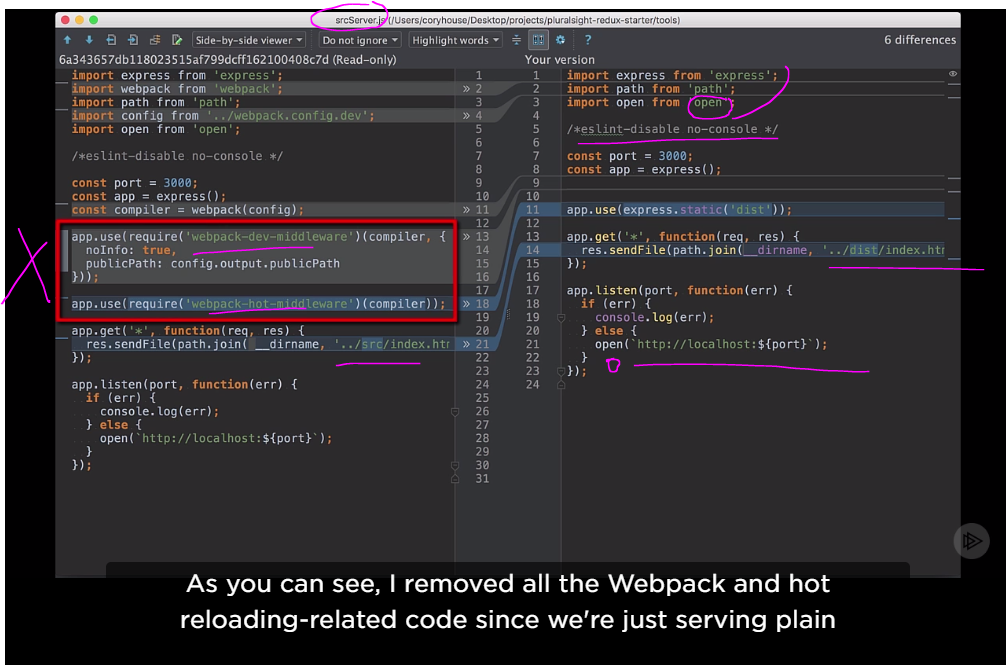 srcServer.js (/Users/coryhouse/Desktop/projects/pluralsight-redux-starter/tools)
Side-by-side viewer Do not ignore Highlight words ? 6 differences
6a343657db118023515af799dcff162100408c7d (Read-only)
import express from 'express'; 1
import webpack from 'webpack'; » 2
import path from 'path'; 3
import config from '../webpack.config.dev'; » 4
import open from 'open'; 5
6
/*eslint-disable no-console */ 7
8
const port = 3000; 9
const app = express(); 10
const compiler = webpack(config); » 11
12
app.use(require('webpack-dev-middleware')(compiler, { » 13
noInfo: true, 14
publicPath: config.output.publicPath 15
})); 16
17
app.use(require('webpack-hot-middleware')(compiler)); » 18
19
app.get('*', function(req, res) { 20
res.sendFile(path.join( __dirname, '../src/index.htm » 21
}); 22
23
app.listen(port, function(err) { 24
if (err) { 25
console.log(err); 26
} else { 27
open(`http://localhost:${port}`); 28
} 29
}); 30
31
Your version
1 import express from 'express';
2 import path from 'path';
3 import open from 'open';
4
5 /*eslint-disable no-console */
6
7 const port = 3000;
8 const app = express();
9
10
11 app.use(express.static('dist'));
12
13 app.get('*', function(req, res) {
14 res.sendFile(path.join(__dirname, '../dist/index.htm
15 });
16
17 app.listen(port, function(err) {
18 if (err) {
19 console.log(err);
20 } else {
21 open(`http://localhost:${port}`);
22 }
23 });
24
As you can see, I removed all the Webpack and hot
reloading-related code since we're just serving plain